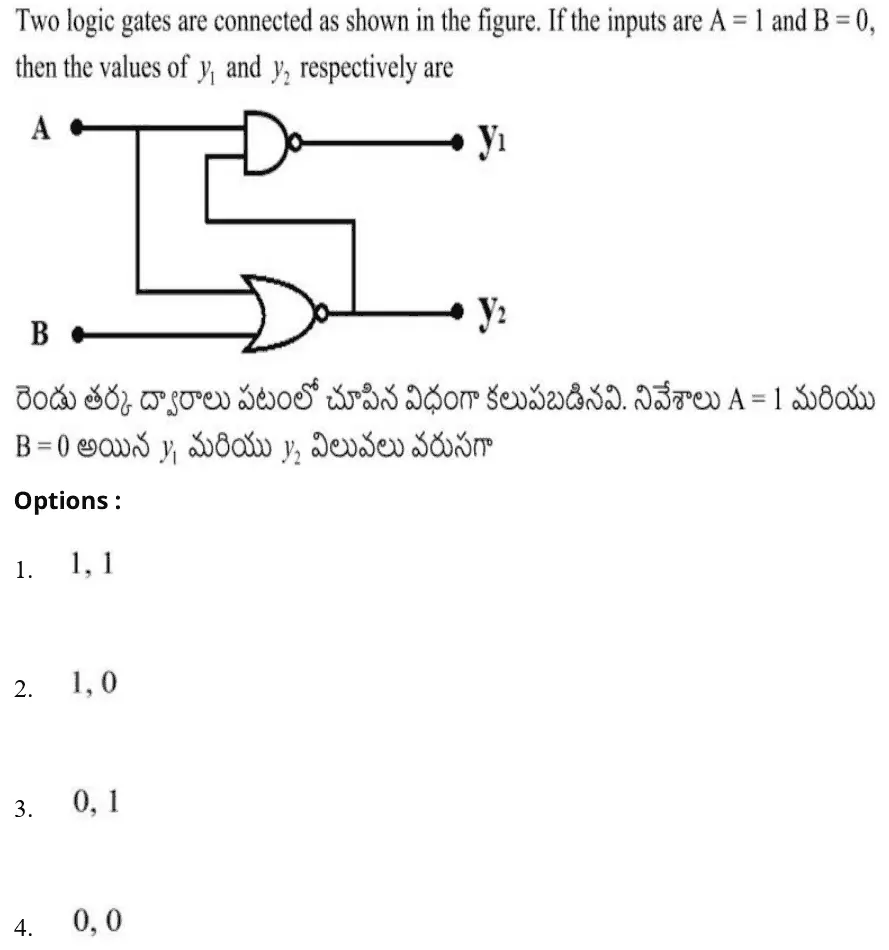 Two logic gates are connected as shown in the figure. If the inputs are A = 1 and B = 0,
then the values of y₁ and y₂ respectively are
A
y₁
y₂
B
రెండు తర్క ద్వారాలు పటంలో చూపిన విధంగా కలుపబడినవి. నివేశాలు A = 1 మరియు
B = 0 అయిన y₁ మరియు y₂ విలువలు వరుసగా
Options :
1. 1, 1
2. 1, 0
3. 0, 1
4. 0, 0